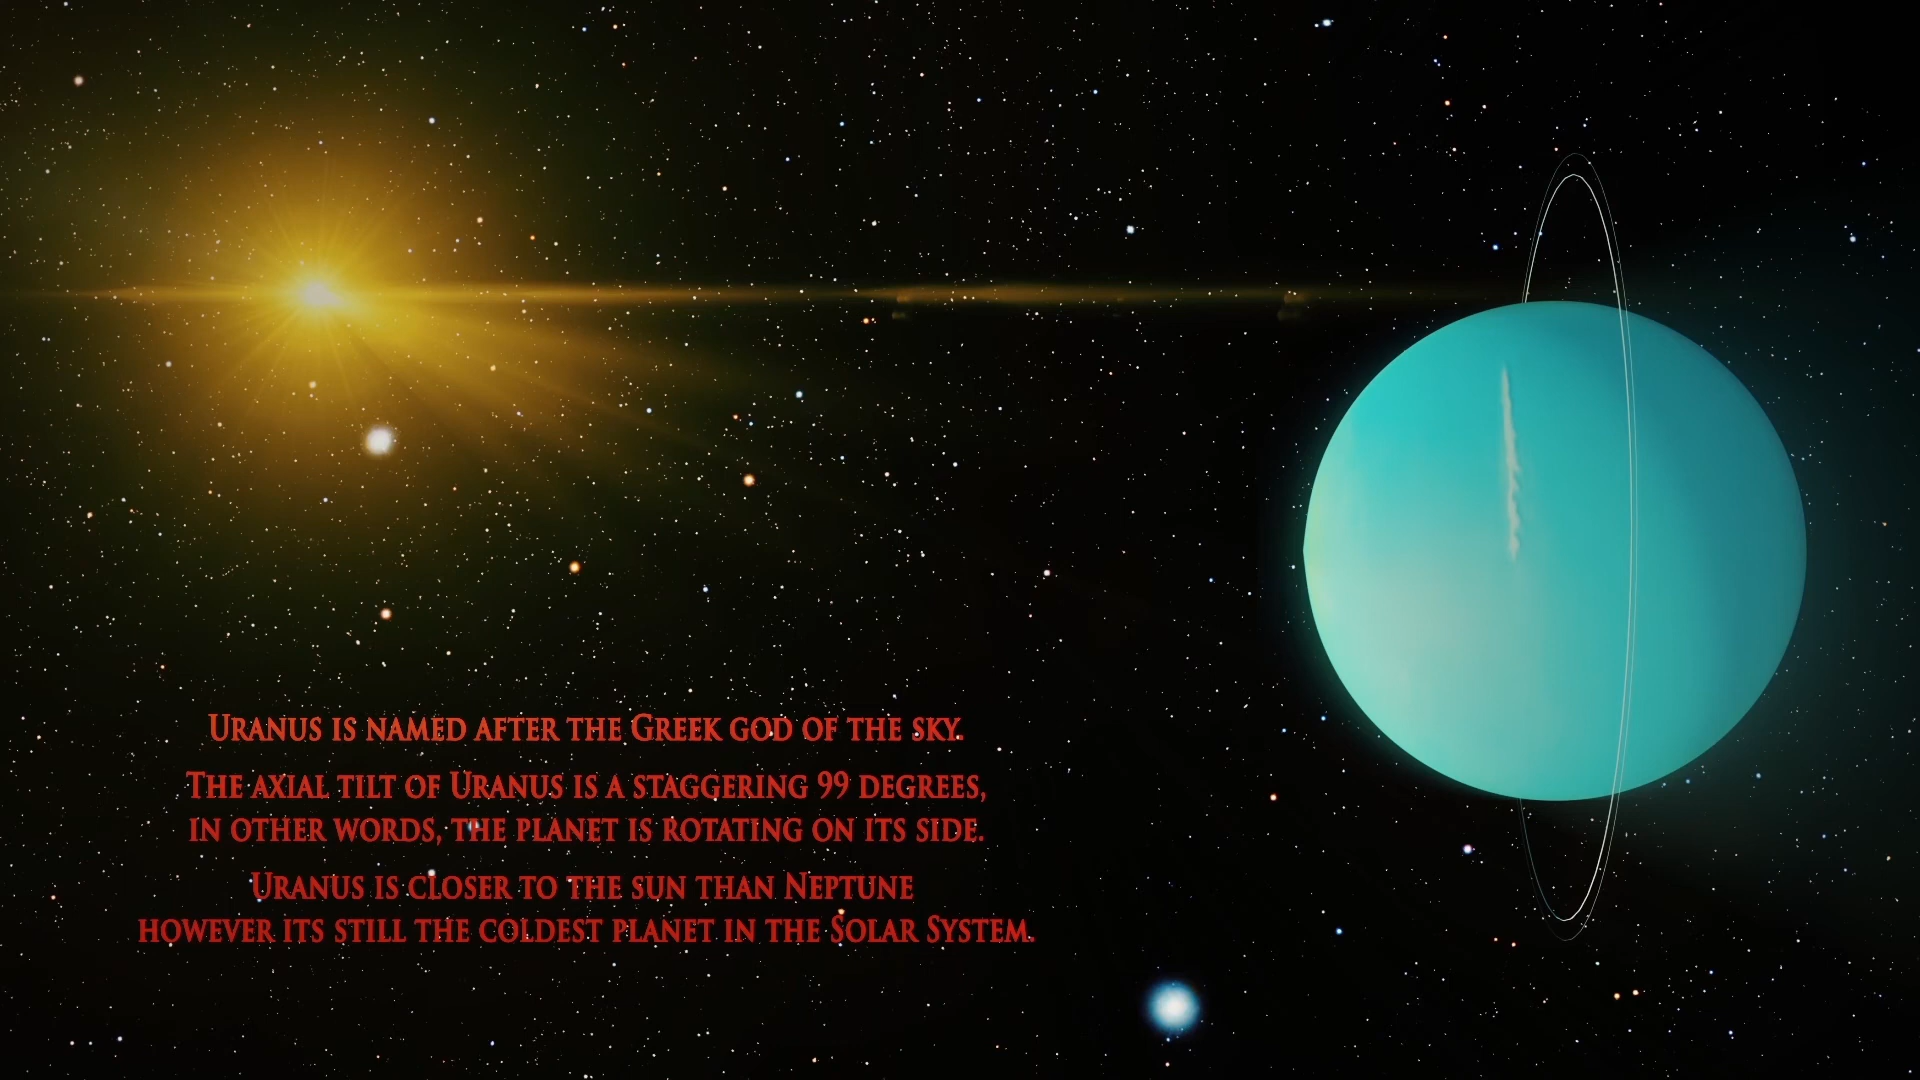 Uranus is named after the Greek god of the sky.
The axial tilt of Uranus is a staggering 99 degrees,
in other words, the planet is rotating on its side.
Uranus is closer to the sun than Neptune
however its still the coldest planet in the Solar System.